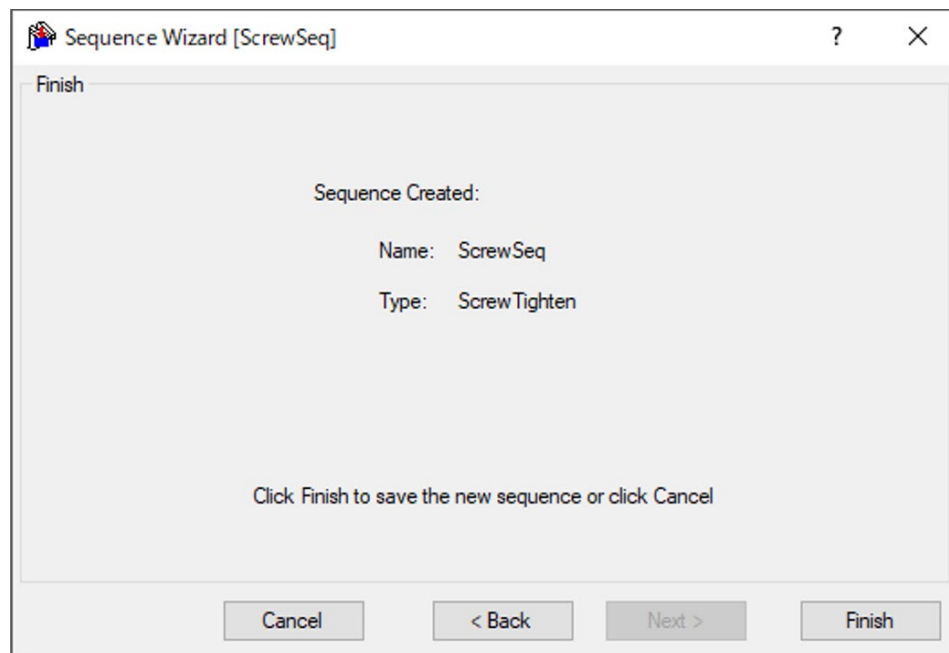 Sequence Wizard [ScrewSeq]
?
Finish
Sequence Created:
Name: ScrewSeq
Type: ScrewTighten
Click Finish to save the new sequence or click Cancel
Cancel < Back Next > Finish